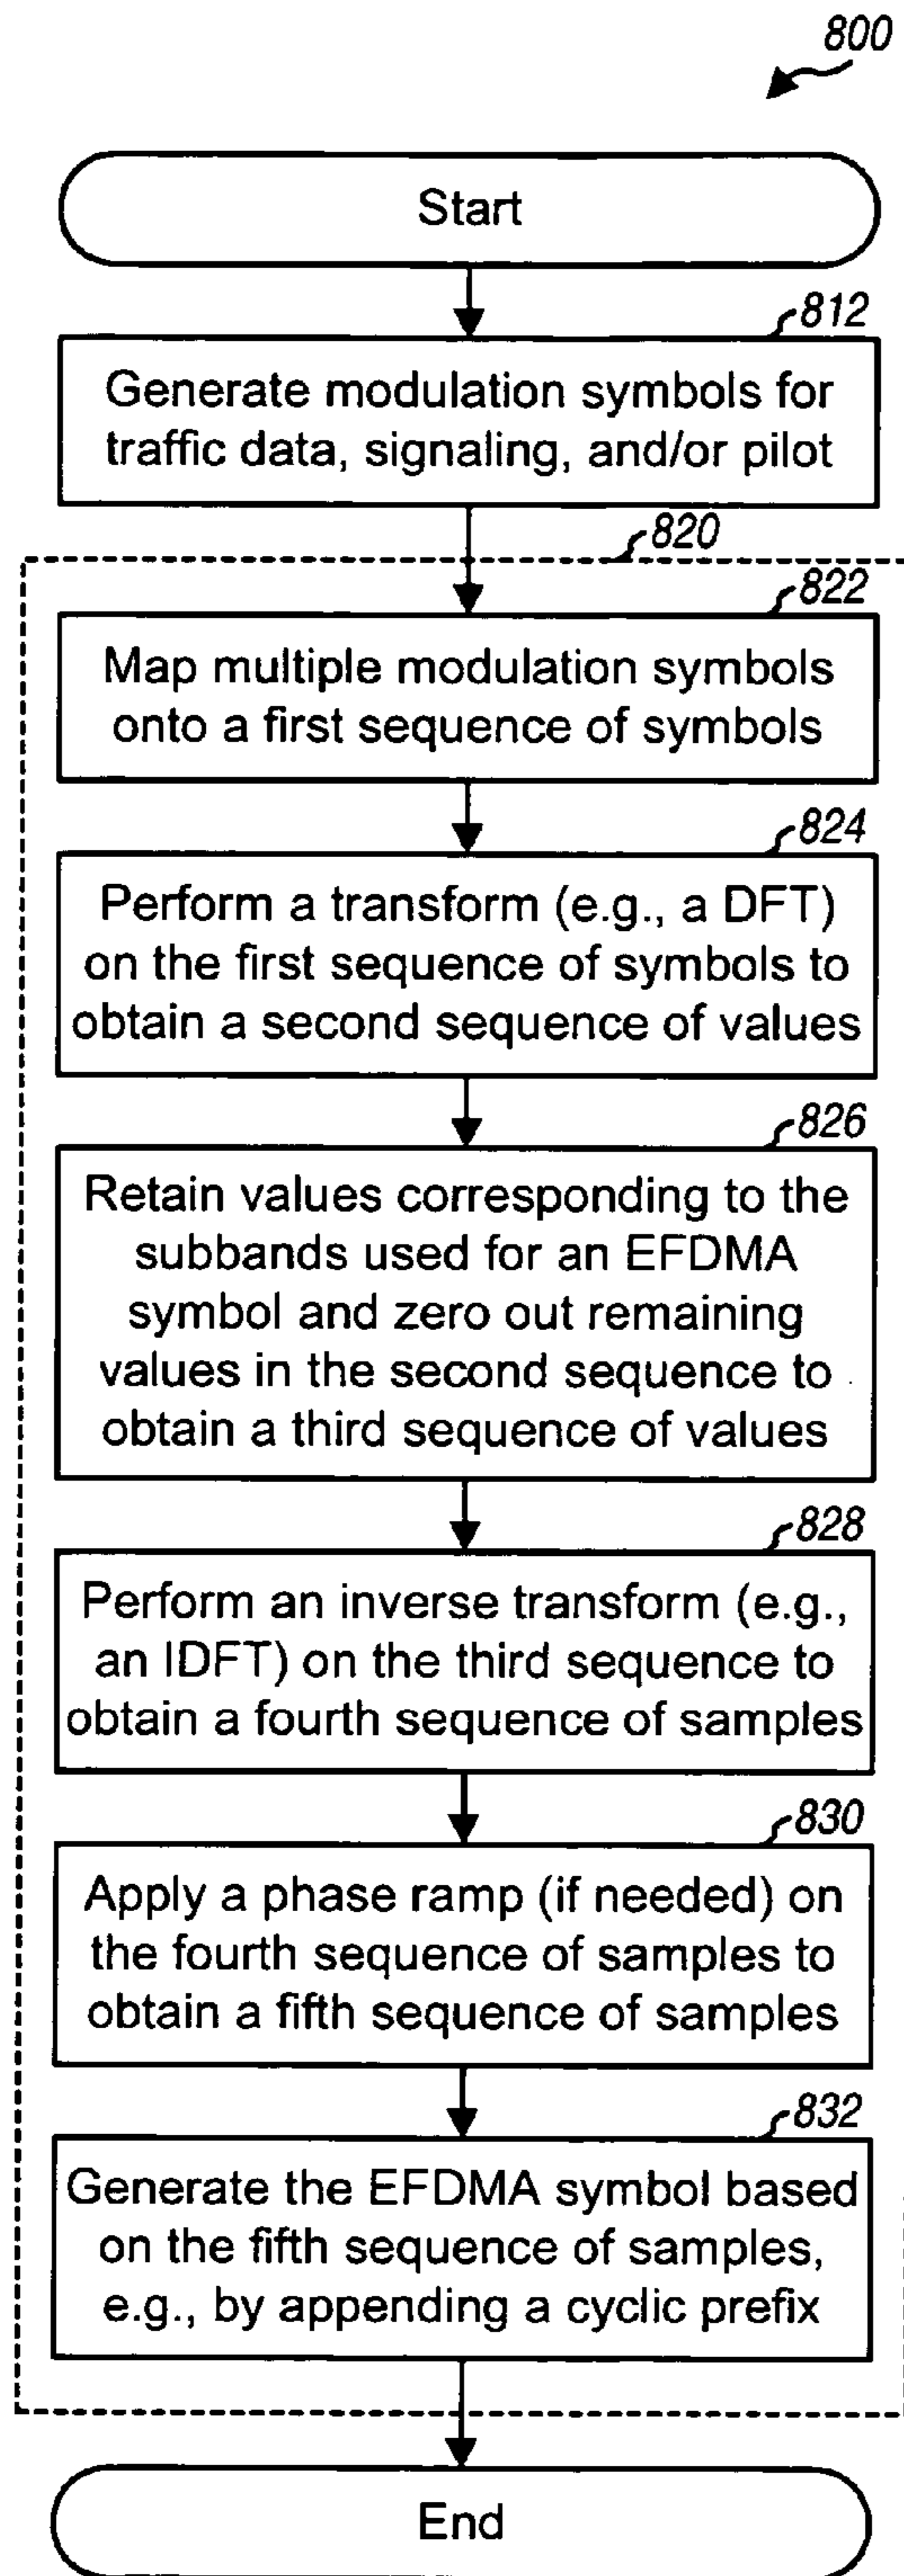 800
Start
812
Generate modulation symbols for
traffic data, signaling, and/or pilot
820
822
Map multiple modulation symbols
onto a first sequence of symbols
824
Perform a transform (e.g., a DFT)
on the first sequence of symbols to
obtain a second sequence of values
826
Retain values corresponding to the
subbands used for an EFDMA
symbol and zero out remaining
values in the second sequence to
obtain a third sequence of values
828
Perform an inverse transform (e.g.,
an IDFT) on the third sequence to
obtain a fourth sequence of samples
830
Apply a phase ramp (if needed) on
the fourth sequence of samples to
obtain a fifth sequence of samples
832
Generate the EFDMA symbol based
on the fifth sequence of samples,
e.g., by appending a cyclic prefix
End